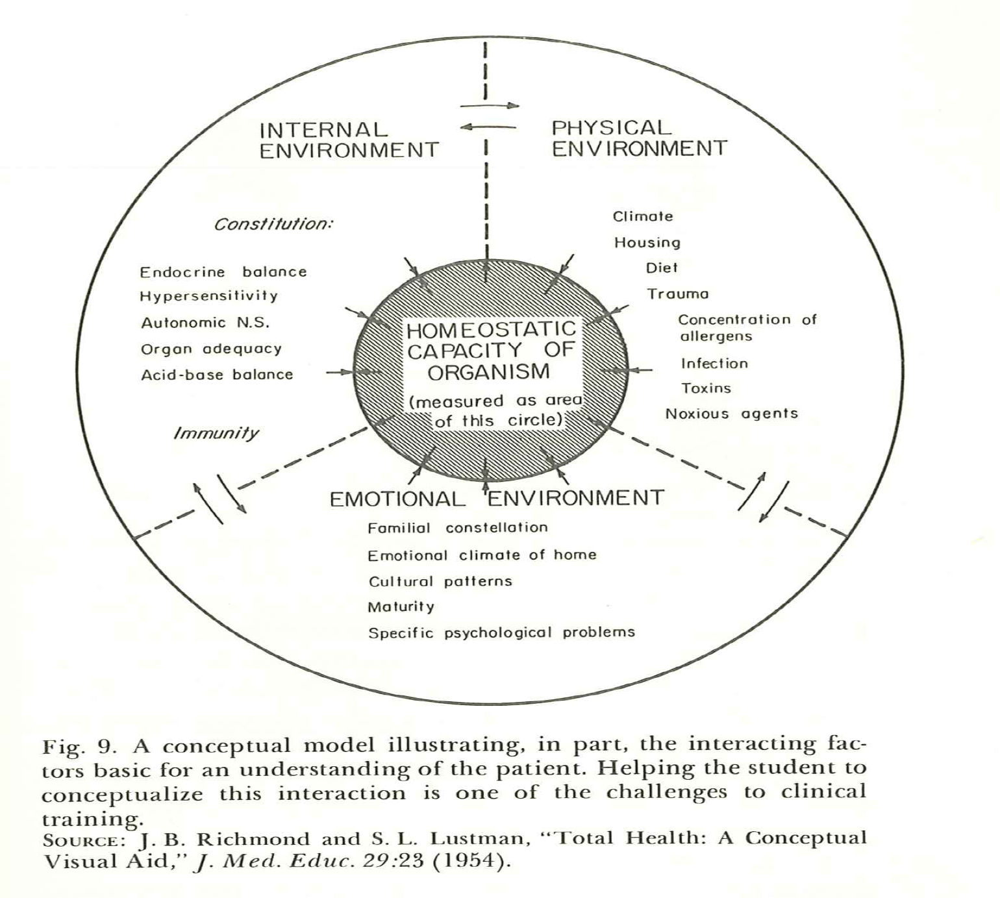 INTERNAL
ENVIRONMENT
PHYSICAL
ENVIRONMENT
Constitution:
Endocrine balance
Hypersensitivity
Autonomic N.S.
Organ adequacy
Acid-base balance
Immunity
Climate
Housing
Diet
Trauma
Concentration of
allergens
Infection
Toxins
Noxious agents
HOMEOSTATIC
CAPACITY OF
ORGANISM
(measured as area
of this circle)
EMOTIONAL ENVIRONMENT
Familial constellation
Emotional climate of home
Cultural patterns
Maturity
Specific psychological problems
Fig. 9. A conceptual model illustrating, in part, the interacting fac-
tors basic for an understanding of the patient. Helping the student to
conceptualize this interaction is one of the challenges to clinical
training.
SOURCE: J. B. Richmond and S. L. Lustman, “Total Health: A Conceptual
Visual Aid,” J. Med. Educ. 29:23 (1954).